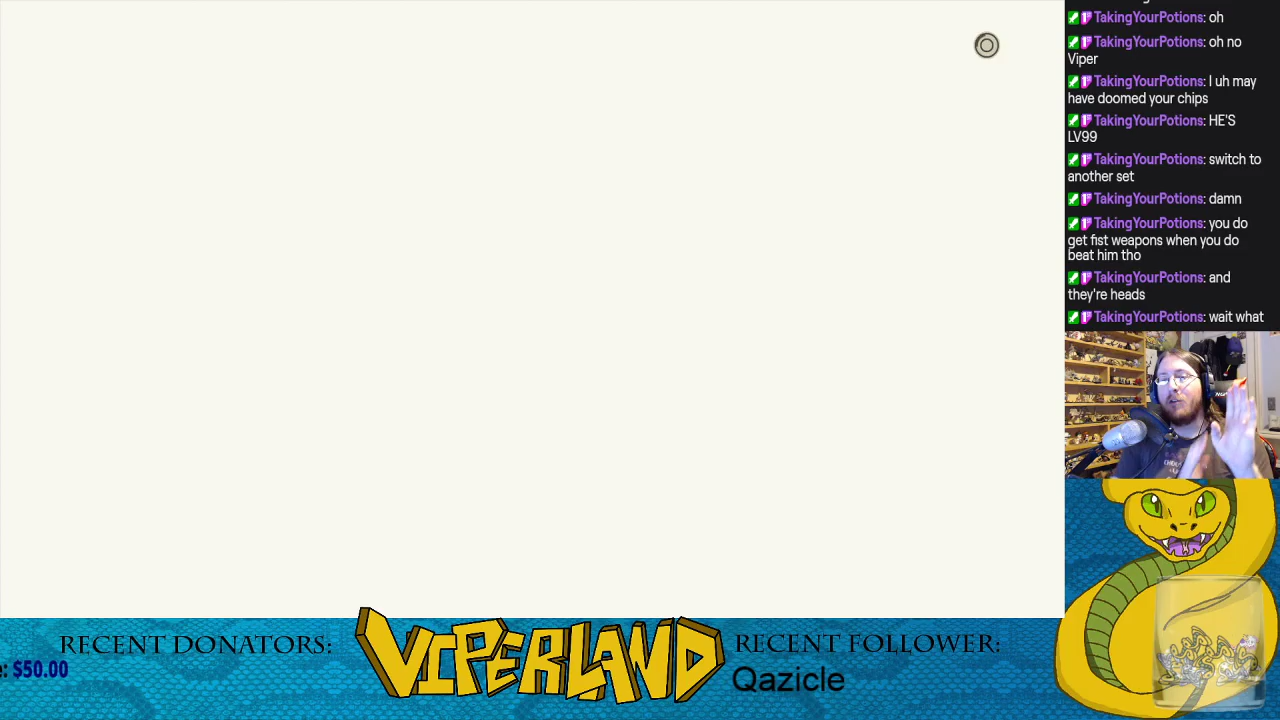 TakingYourPotions: oh
TakingYourPotions: oh no
Viper
TakingYourPotions: I uh may
have doomed your chips
TakingYourPotions: HE'S
LV99
TakingYourPotions: switch to
another set
TakingYourPotions: damn
TakingYourPotions: you do
get fist weapons when you do
beat him tho
TakingYourPotions: and
they're heads
TakingYourPotions: wait what
RECENT DONATORS:
: $50.00
VIPERLAND
RECENT FOLLOWER:
Qazicle